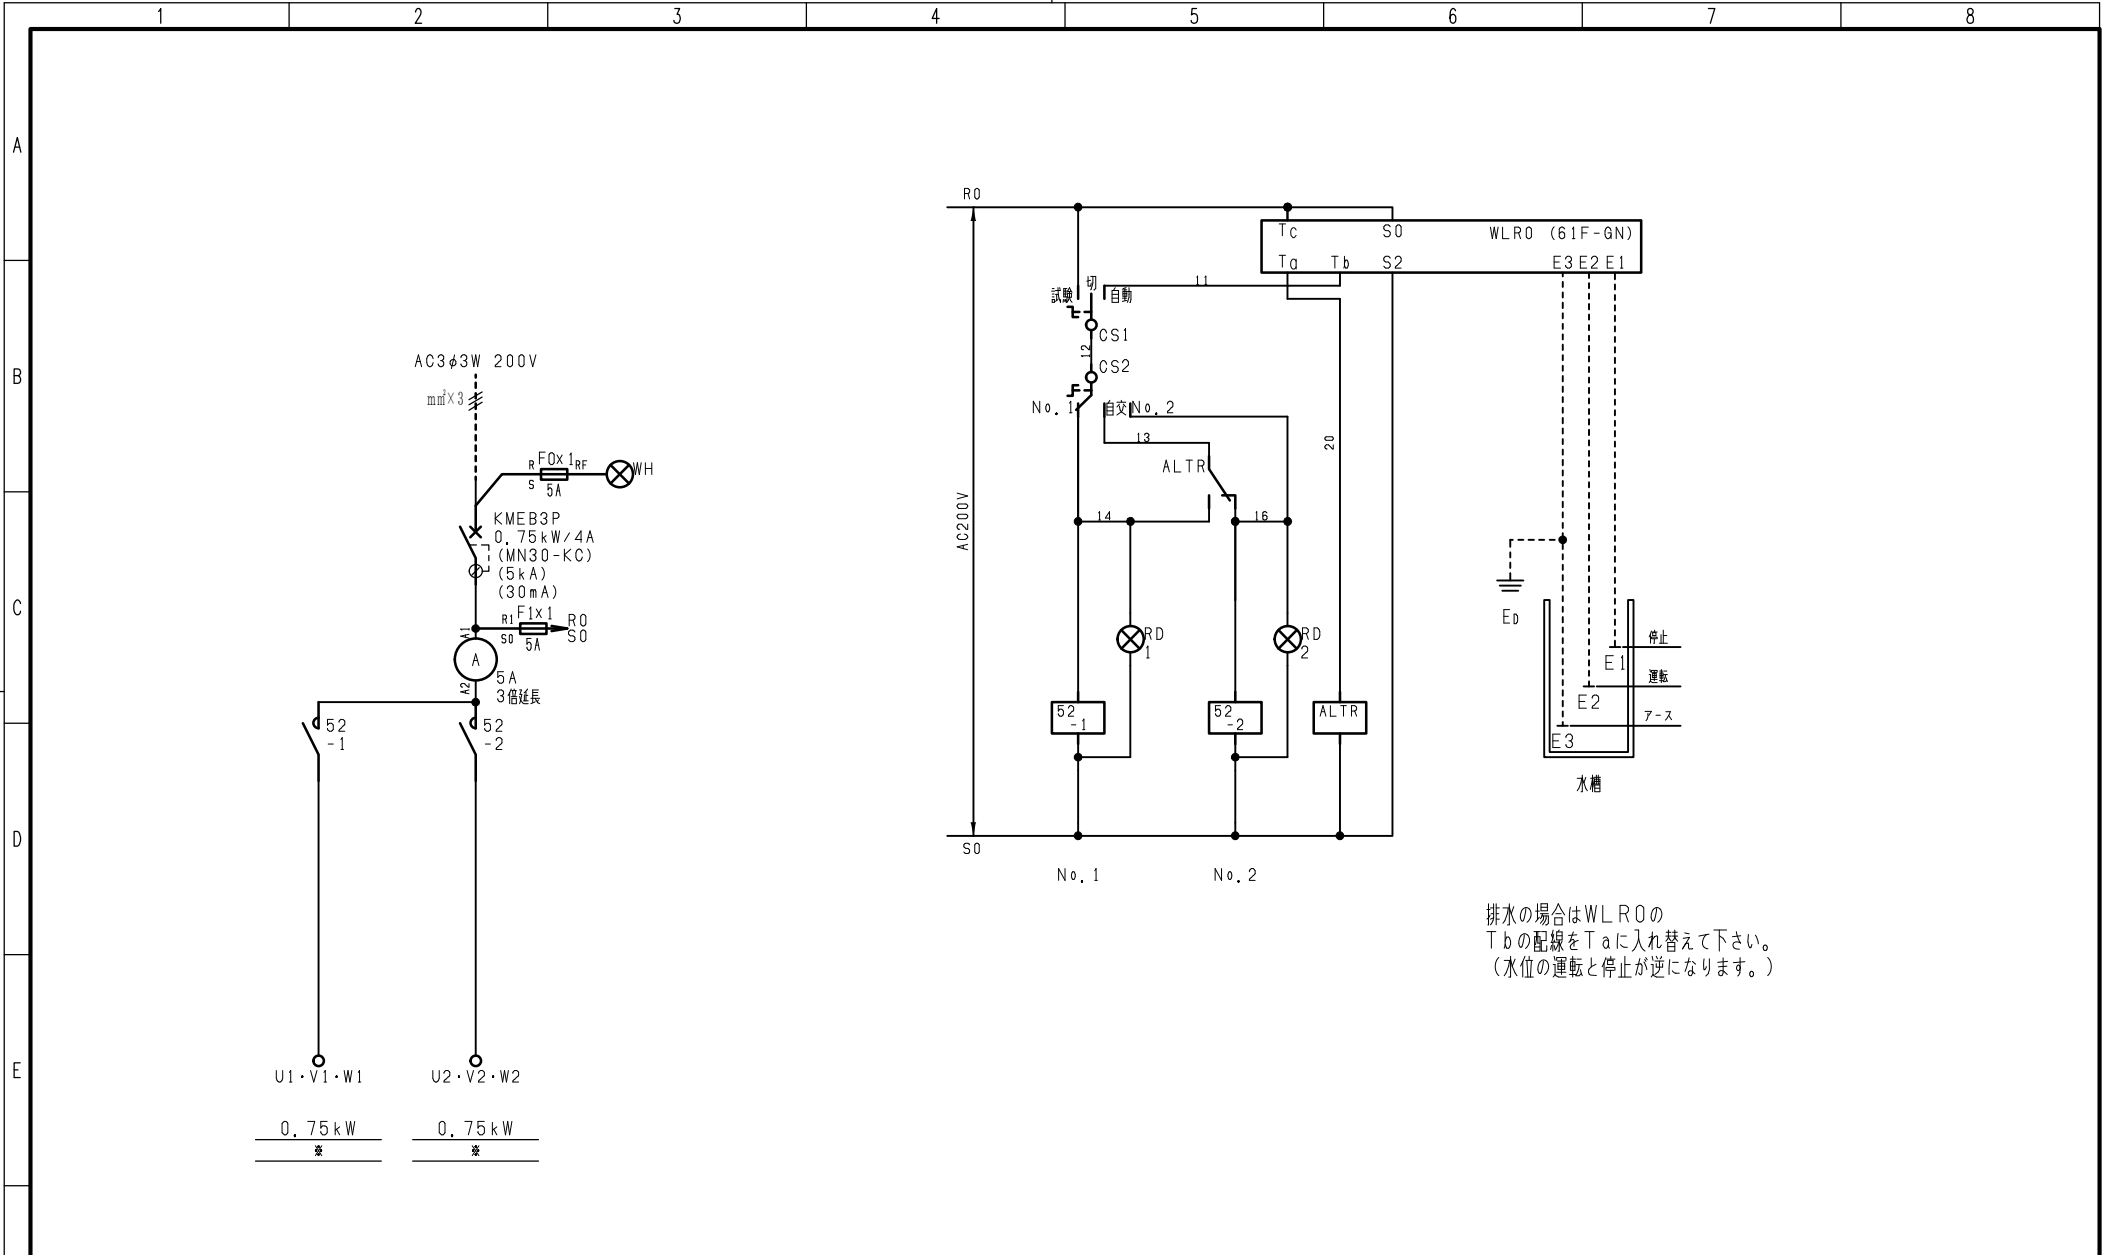 1 2 3 4 5 6 7 8
A
B
C
D
E
AC3φ3W 200V
mm²×3
R
F0×1
RF
S
5A
WH
KMEB3P
0.75kW/4A
(MN30-KC)
(5kA)
(30mA)
R1
F1×1
R0
S0
5A
S0
A1
A
A2
5A
3倍延長
52
-1
52
-2
U1・V1・W1
U2・V2・W2
0.75kW
※
0.75kW
※
R0
AC200V
S0
Tc S0 WLR0 (61F-GN)
Ta Tb S2 E3 E2 E1
試験
切
自動
11
CS1
12
CS2
No.1
自交
No.2
13
ALTR
20
14
16
RD
1
RD
2
52
-1
52
-2
ALTR
No.1
No.2
ED
E1
停止
E2
運転
E3
アース
水槽
排水の場合はWLR0の
Tbの配線をTaに入れ替えて下さい。
(水位の運転と停止が逆になります。)